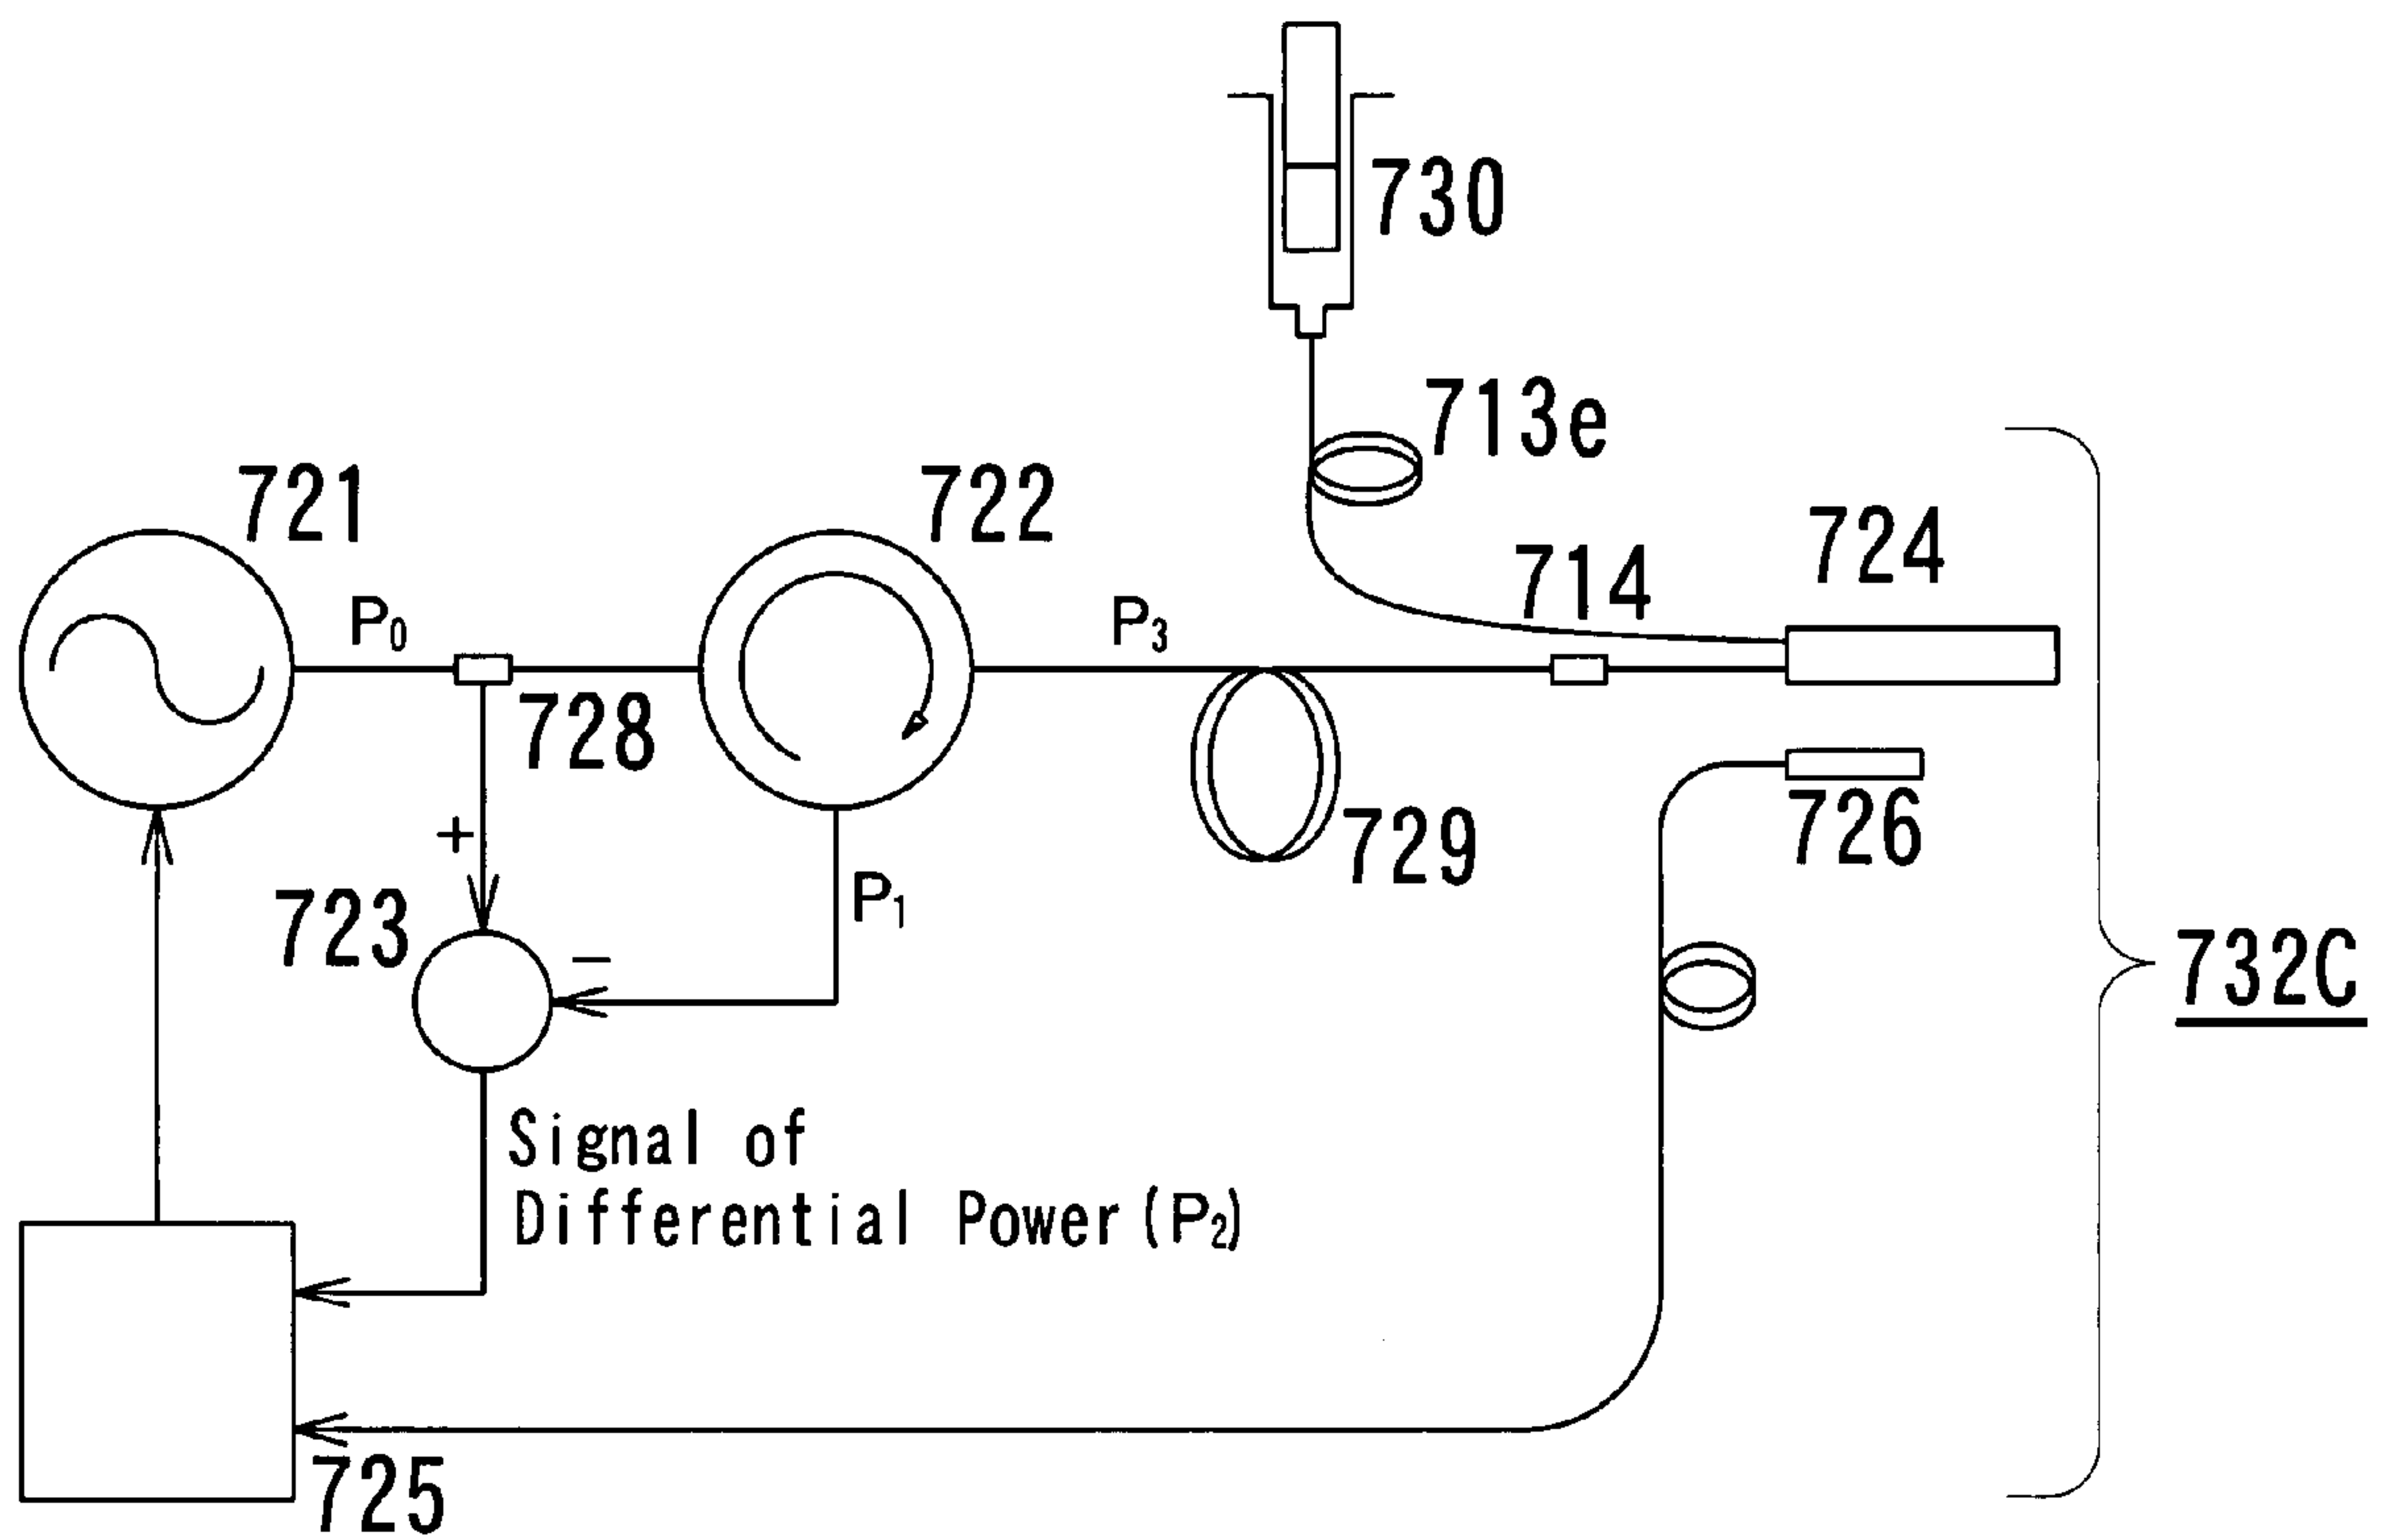 730
713e
721
722
714
724
P0
P3
728
726
729
+
P1
723
−
732C
Signal of
Differential Power(P2)
725